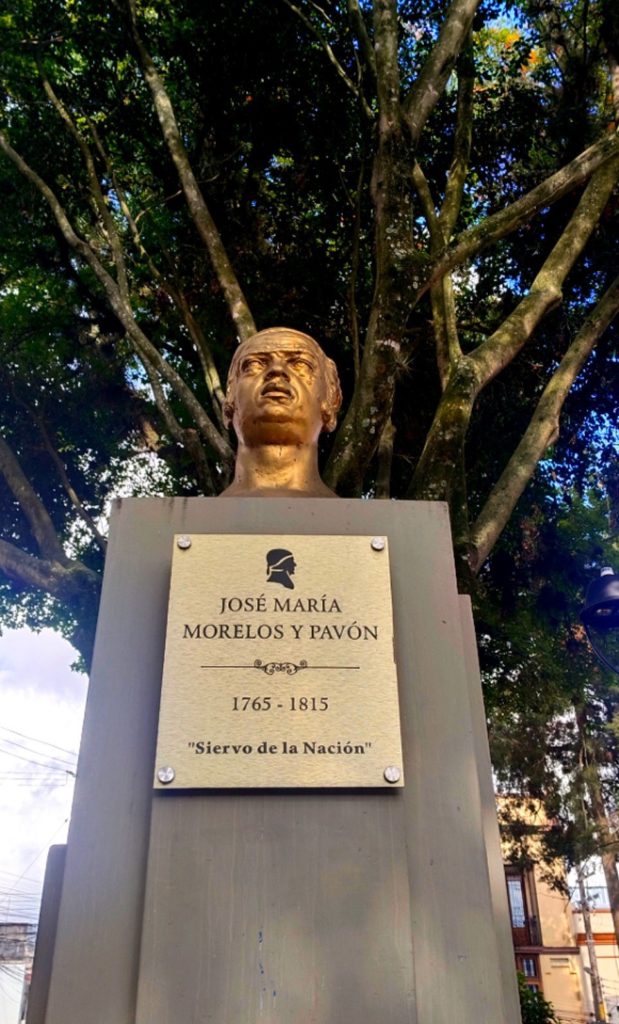 JOSÉ MARÍA
MORELOS Y PAVÓN
1765 - 1815
"Siervo de la Nación"